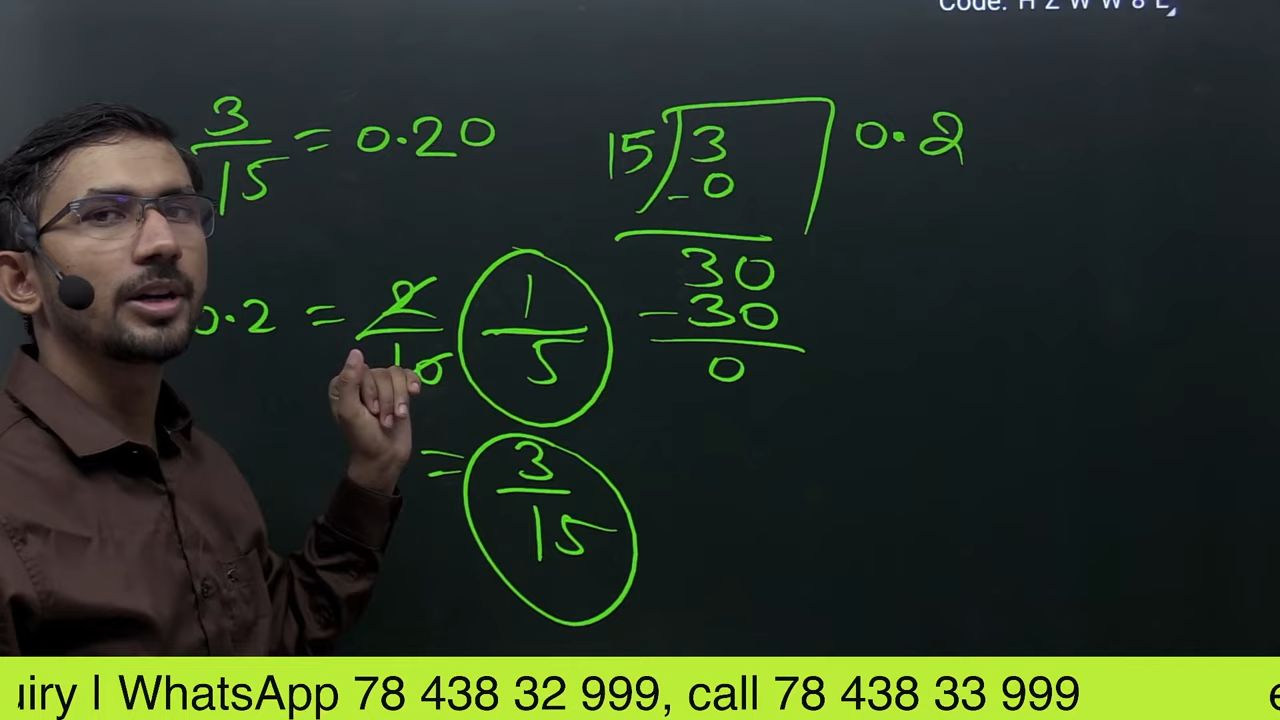 Code: HZWW8L
3/15 = 0.20
15) 3 0.2
- 0
30
- 30
0
0.2 = 2/10 1/5
= 3/15
iry | WhatsApp 78 438 32 999, call 78 438 33 999